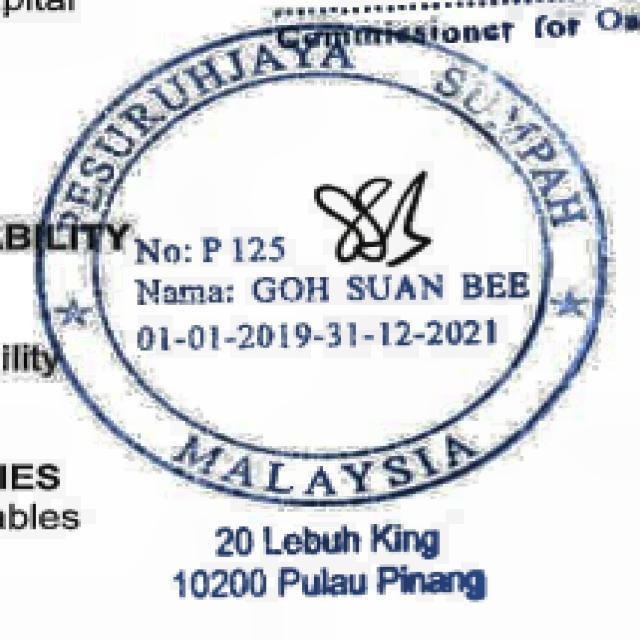 pital
Commissioner for Oa
PESURUHJAYA SUMPAH
ABILITY
No: P 125
Nama: GOH SUAN BEE
01-01-2019-31-12-2021
ility
MALAYSIA
IES
ables
20 Lebuh King
10200 Pulau Pinang